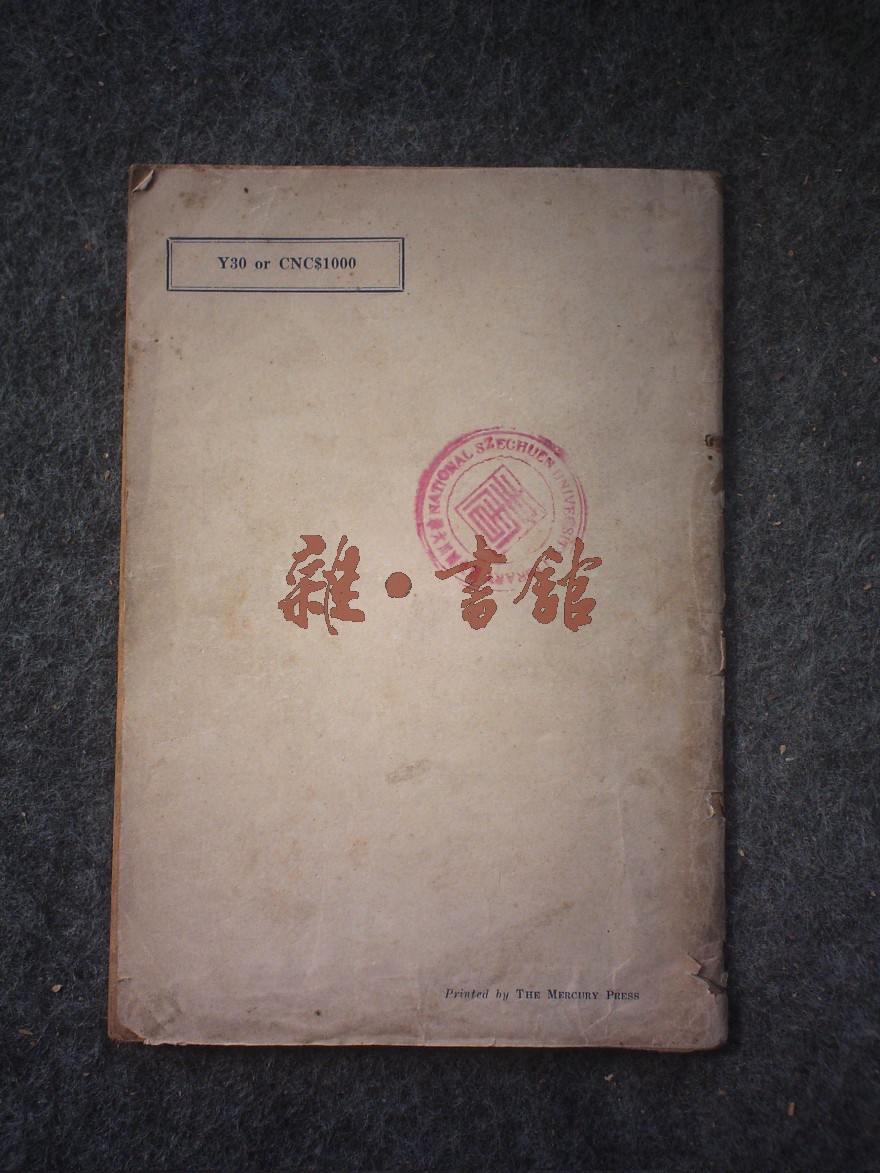 Y30 or CNC$1000
NATIONAL SZECHUEN UNIVERSITY
雜·書館
Printed by THE MERCURY PRESS